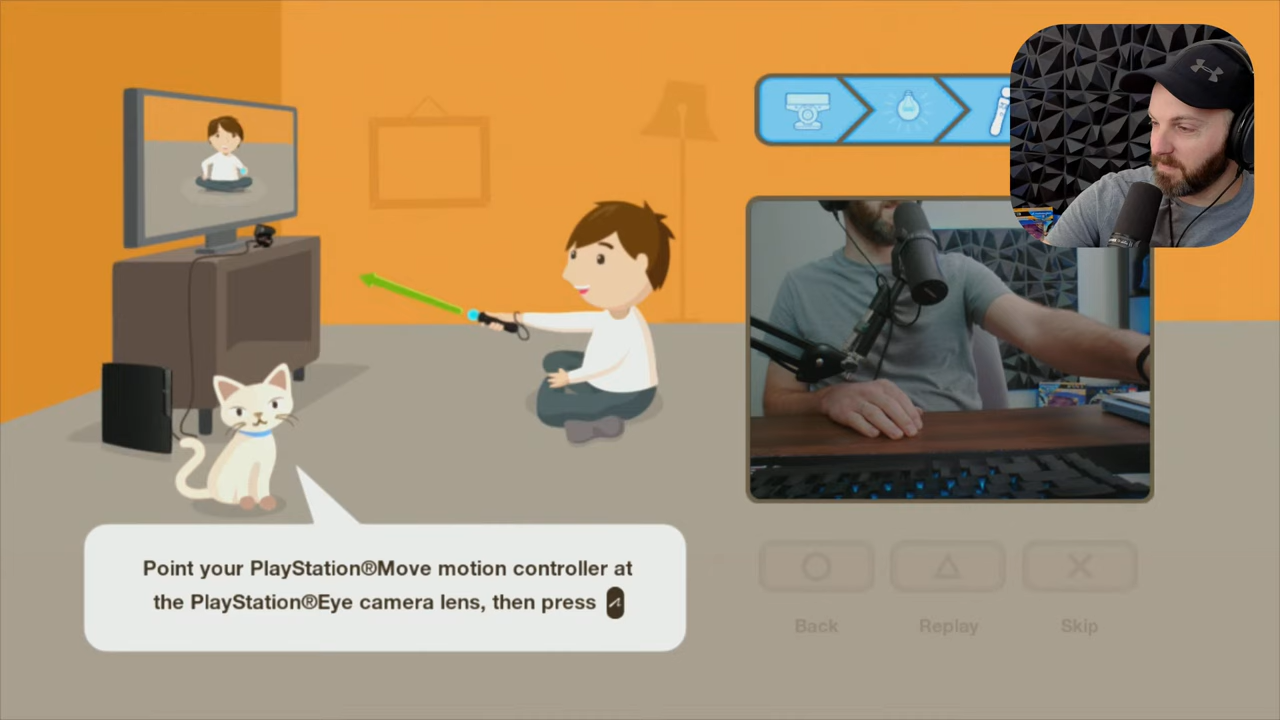 Point your PlayStation®Move motion controller at
the PlayStation®Eye camera lens, then press
Back
Replay
Skip